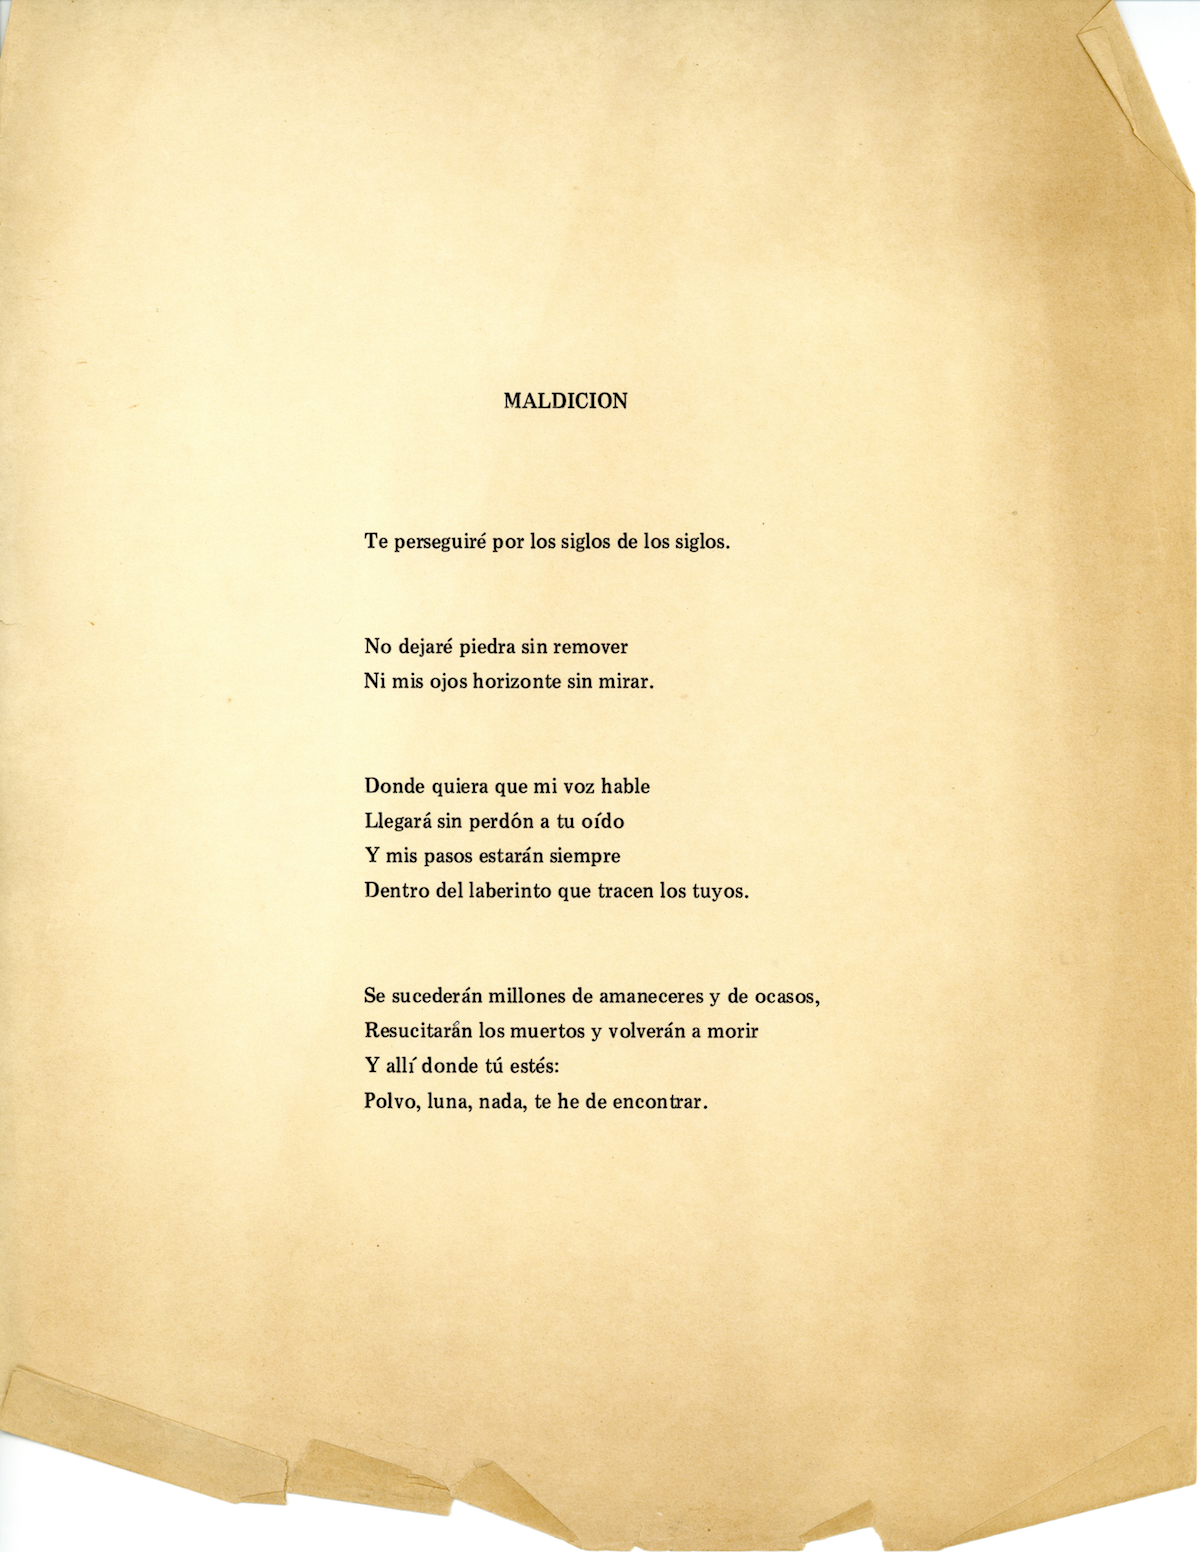 MALDICION
Te perseguiré por los siglos de los siglos.
No dejaré piedra sin remover
Ni mis ojos horizonte sin mirar.
Donde quiera que mi voz hable
Llegará sin perdón a tu oído
Y mis pasos estarán siempre
Dentro del laberinto que tracen los tuyos.
Se sucederán millones de amaneceres y de ocasos,
Resucitarán los muertos y volverán a morir
Y allí donde tú estés:
Polvo, luna, nada, te he de encontrar.